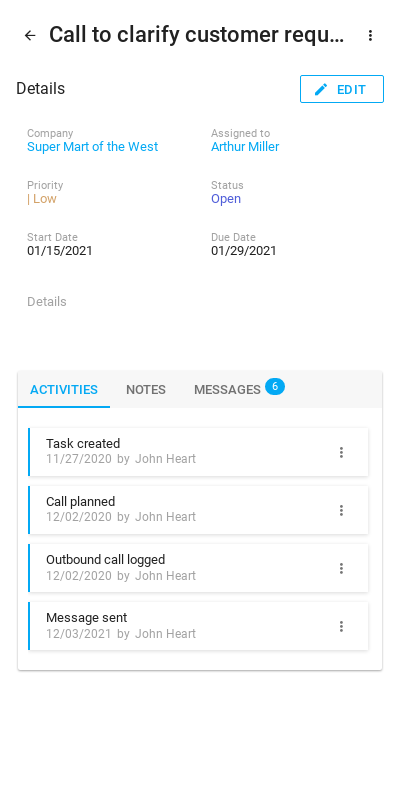 Call to clarify customer requ...
Details
EDIT
Company
Assigned to
Super Mart of the West
Arthur Miller
Priority
Status
| Low
Open
Start Date
Due Date
01/15/2021
01/29/2021
Details
ACTIVITIES
NOTES
MESSAGES
6
Task created
11/27/2020 by John Heart
Call planned
12/02/2020 by John Heart
Outbound call logged
12/02/2020 by John Heart
Message sent
12/03/2021 by John Heart